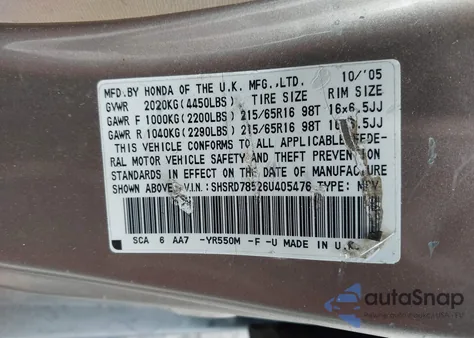 MFD.BY HONDA OF THE U.K. MFG.,LTD. 10/'05
GVWR 2020KG(4450LBS) TIRE SIZE RIM SIZE
GAWR F 1000KG(2200LBS) 215/65R16 98T 16x6.5JJ
GAWR R 1040KG(2290LBS) 215/65R16 98T .5JJ
THIS VEHICLE CONFORMS TO ALL APPLICABLE FEDE-
RAL MOTOR VEHICLE SAFETY AND THEFT PREVENTION
STANDARDS IN EFFECT ON THE DATE OF MANUFACTURE
SHOWN ABOVE. V.I.N.: SHSRD78526U405476 TYPE: MPV
SCA 6 AA7 -YR550M -F -U MADE IN U.K.
autoSnap